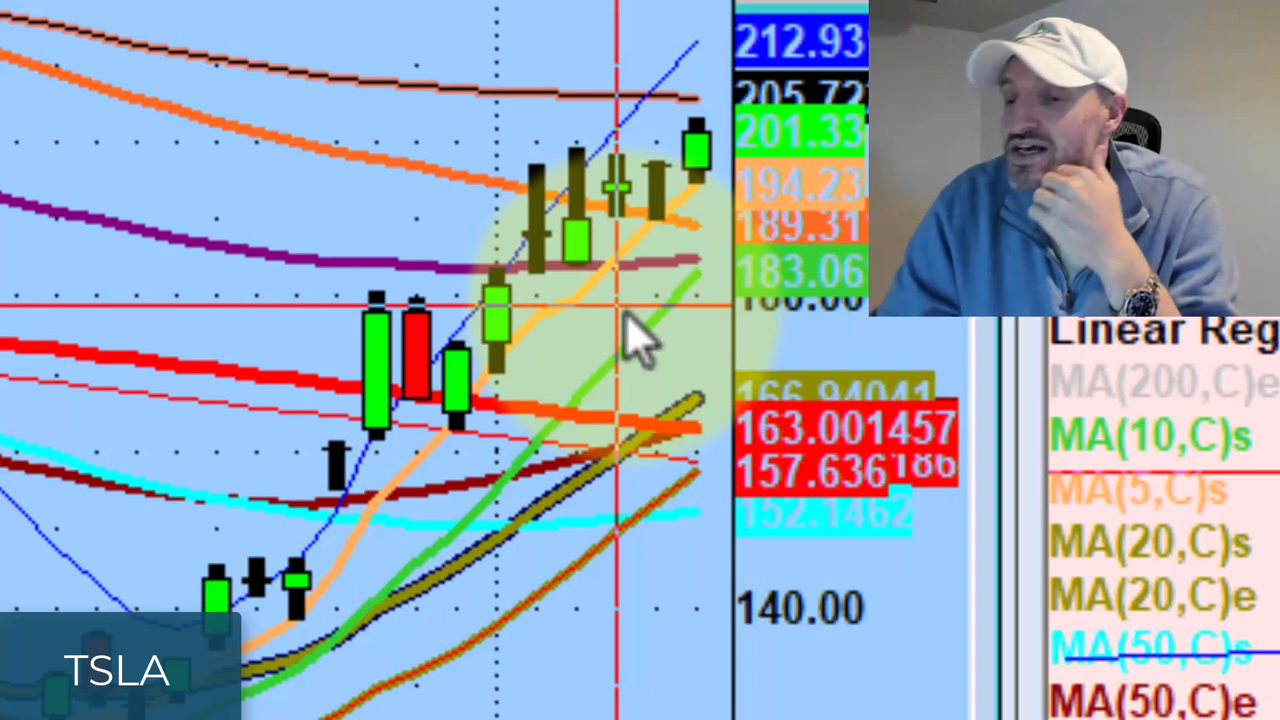 212.93
205.72
201.33
194.23
189.31
183.06
180.00
166.94041
163.001457
157.636186
152.1462
140.00
Linear Reg
MA(200,C)e
MA(10,C)s
MA(5,C)s
MA(20,C)s
MA(20,C)e
MA(50,C)s
MA(50,C)e
TSLA